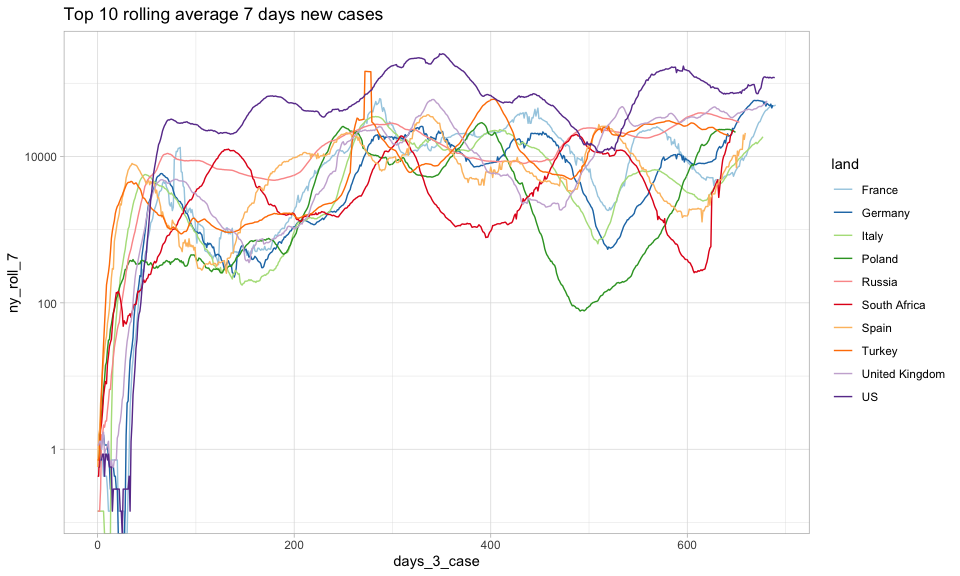 Top 10 rolling average 7 days new cases
ny_roll_7
10000
100
1
0
200
400
600
days_3_case
land
France
Germany
Italy
Poland
Russia
South Africa
Spain
Turkey
United Kingdom
US